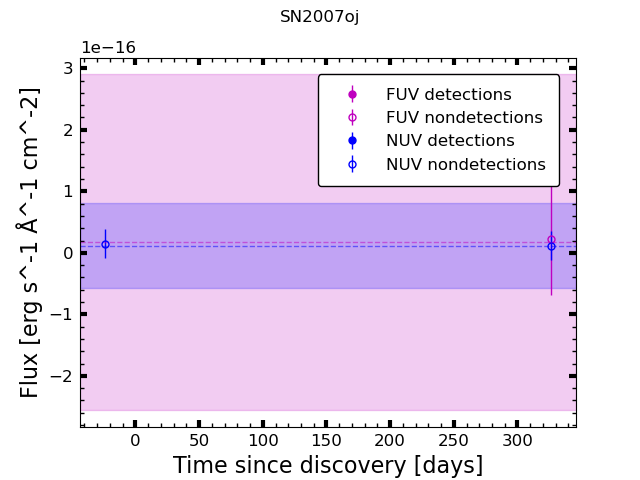 SN2007oj
1e−16
3
2
1
0
−1
−2
Flux [erg s^-1 Å^-1 cm^-2]
FUV detections
FUV nondetections
NUV detections
NUV nondetections
0 50 100 150 200 250 300
Time since discovery [days]